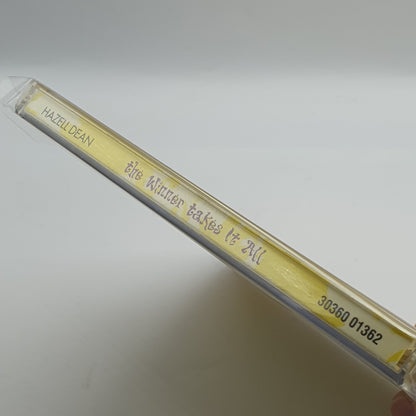 HAZELL DEAN
the Winner takes It All
30360 01362